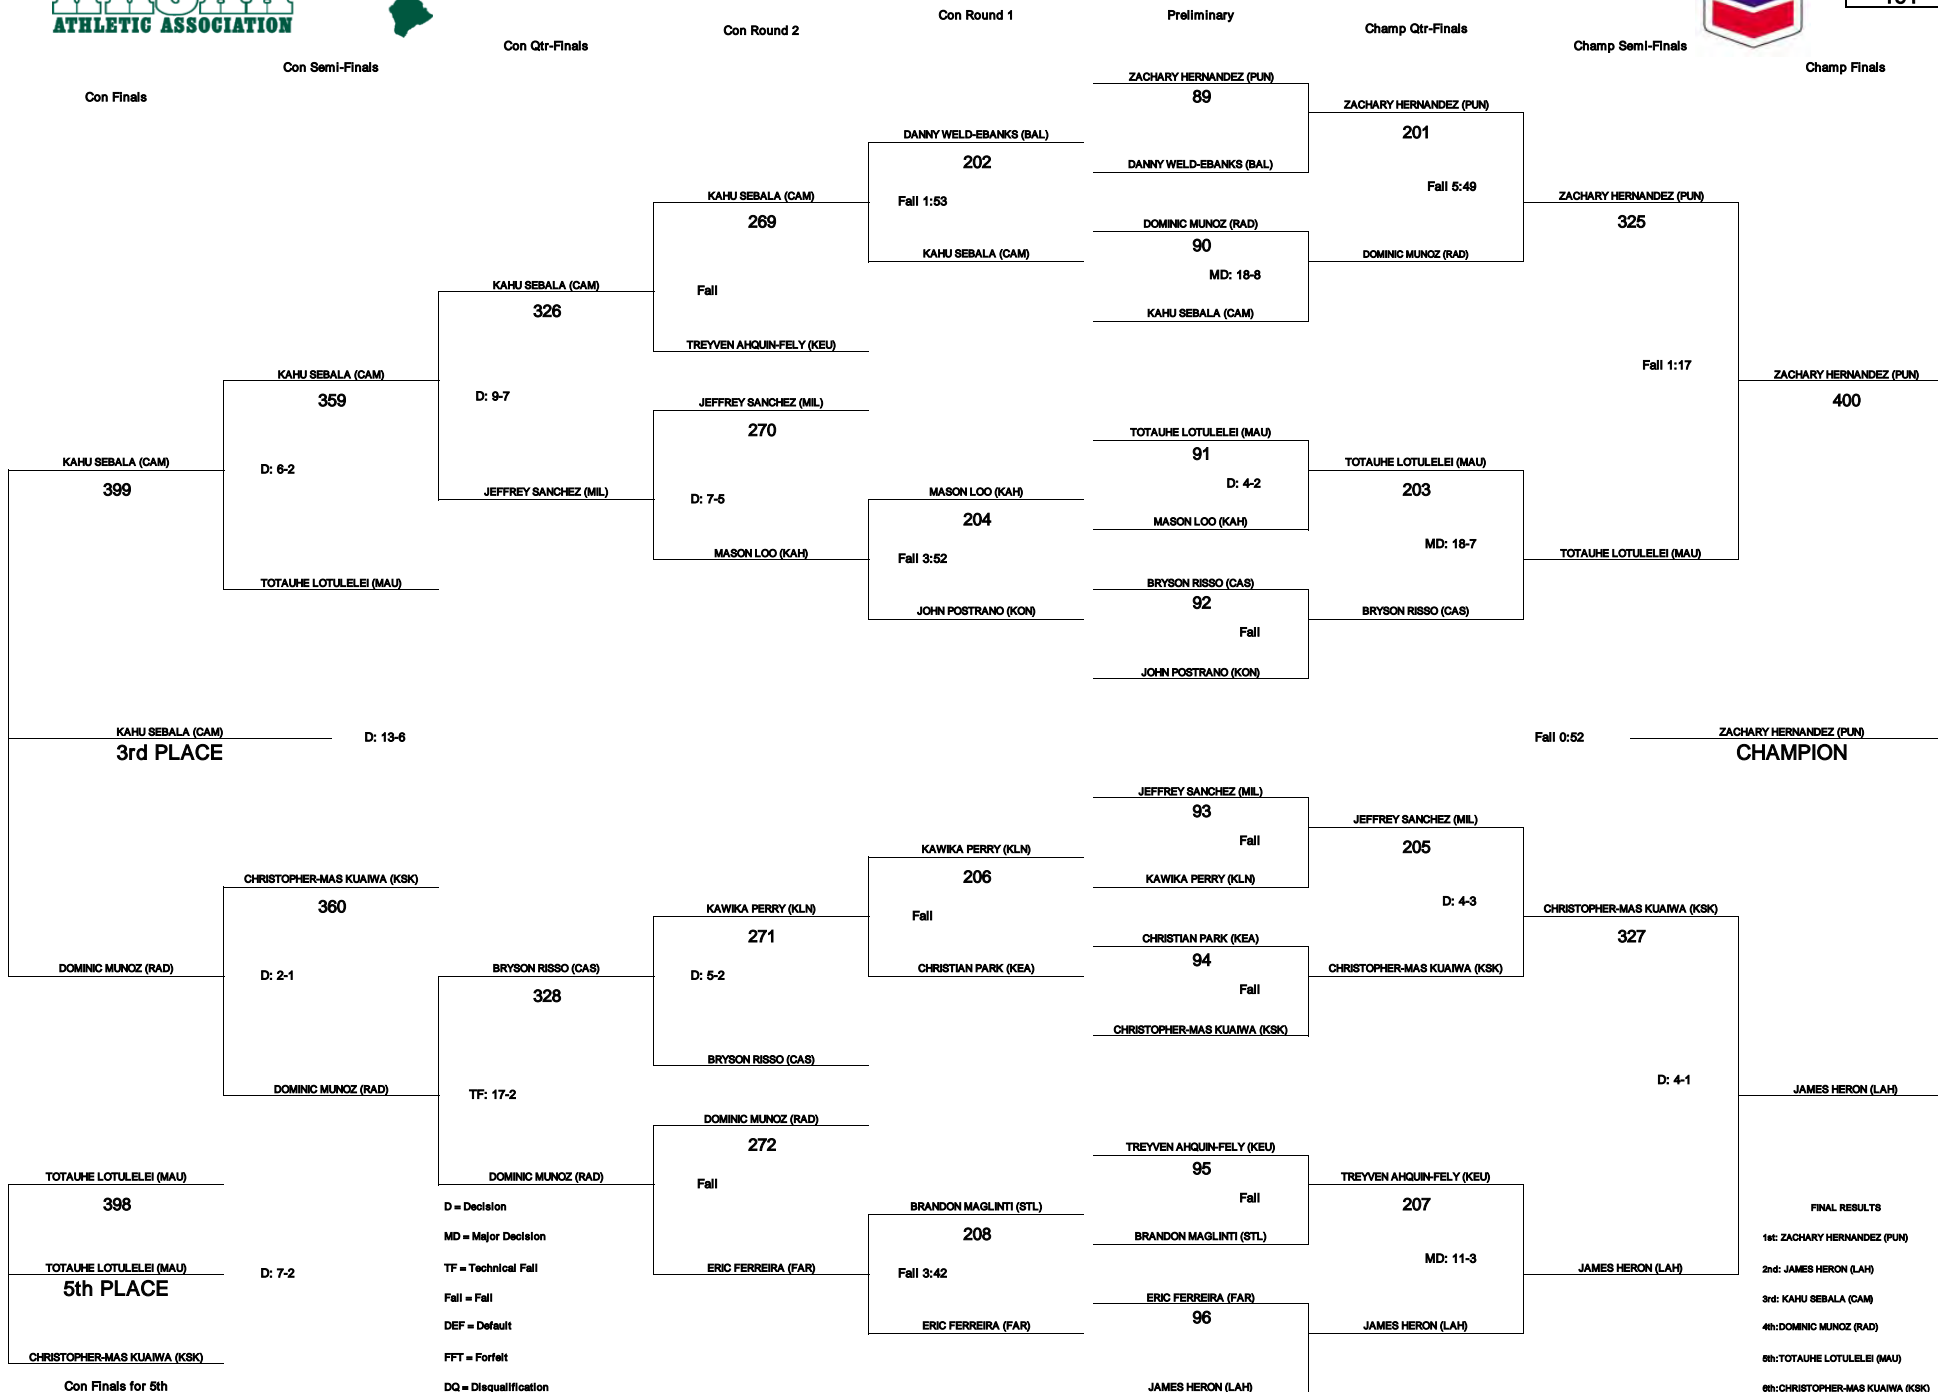 ATHLETIC ASSOCIATION
Con Finals
Con Semi-Finals
Con Qtr-Finals
Con Round 2
Con Round 1
Preliminary
Champ Qtr-Finals
Champ Semi-Finals
Champ Finals
ZACHARY HERNANDEZ (PUN)
89
DANNY WELD-EBANKS (BAL)
DOMINIC MUNOZ (RAD)
90
MD: 18-8
KAHU SEBALA (CAM)
TOTAUHE LOTULELEI (MAU)
91
D: 4-2
MASON LOO (KAH)
BRYSON RISSO (CAS)
92
Fall
JOHN POSTRANO (KON)
JEFFREY SANCHEZ (MIL)
93
Fall
KAWIKA PERRY (KLN)
CHRISTIAN PARK (KEA)
94
Fall
CHRISTOPHER-MAS KUAIWA (KSK)
TREYVEN AHQUIN-FELY (KEU)
95
Fall
BRANDON MAGLINTI (STL)
ERIC FERREIRA (FAR)
96
JAMES HERON (LAH)
ZACHARY HERNANDEZ (PUN)
201
Fall 5:49
DOMINIC MUNOZ (RAD)
TOTAUHE LOTULELEI (MAU)
203
MD: 18-7
BRYSON RISSO (CAS)
JEFFREY SANCHEZ (MIL)
205
D: 4-3
CHRISTOPHER-MAS KUAIWA (KSK)
TREYVEN AHQUIN-FELY (KEU)
207
MD: 11-3
JAMES HERON (LAH)
ZACHARY HERNANDEZ (PUN)
325
Fall 1:17
TOTAUHE LOTULELEI (MAU)
CHRISTOPHER-MAS KUAIWA (KSK)
327
D: 4-1
JAMES HERON (LAH)
ZACHARY HERNANDEZ (PUN)
400
Fall 0:52
ZACHARY HERNANDEZ (PUN)
CHAMPION
JAMES HERON (LAH)
DANNY WELD-EBANKS (BAL)
202
Fall 1:53
KAHU SEBALA (CAM)
MASON LOO (KAH)
204
Fall 3:52
JOHN POSTRANO (KON)
KAWIKA PERRY (KLN)
206
Fall
CHRISTIAN PARK (KEA)
BRANDON MAGLINTI (STL)
208
Fall 3:42
ERIC FERREIRA (FAR)
KAHU SEBALA (CAM)
269
Fall
TREYVEN AHQUIN-FELY (KEU)
JEFFREY SANCHEZ (MIL)
270
D: 7-5
MASON LOO (KAH)
KAWIKA PERRY (KLN)
271
D: 5-2
BRYSON RISSO (CAS)
DOMINIC MUNOZ (RAD)
272
Fall
ERIC FERREIRA (FAR)
KAHU SEBALA (CAM)
326
D: 9-7
JEFFREY SANCHEZ (MIL)
BRYSON RISSO (CAS)
328
TF: 17-2
DOMINIC MUNOZ (RAD)
KAHU SEBALA (CAM)
359
D: 6-2
TOTAUHE LOTULELEI (MAU)
CHRISTOPHER-MAS KUAIWA (KSK)
360
D: 2-1
DOMINIC MUNOZ (RAD)
KAHU SEBALA (CAM)
399
KAHU SEBALA (CAM)
3rd PLACE
D: 13-6
DOMINIC MUNOZ (RAD)
TOTAUHE LOTULELEI (MAU)
398
TOTAUHE LOTULELEI (MAU)
5th PLACE
D: 7-2
CHRISTOPHER-MAS KUAIWA (KSK)
Con Finals for 5th
D = Decision
MD = Major Decision
TF = Technical Fall
Fall = Fall
DEF = Default
FFT = Forfeit
DQ = Disqualification
FINAL RESULTS
1st: ZACHARY HERNANDEZ (PUN)
2nd: JAMES HERON (LAH)
3rd: KAHU SEBALA (CAM)
4th:DOMINIC MUNOZ (RAD)
5th:TOTAUHE LOTULELEI (MAU)
6th:CHRISTOPHER-MAS KUAIWA (KSK)